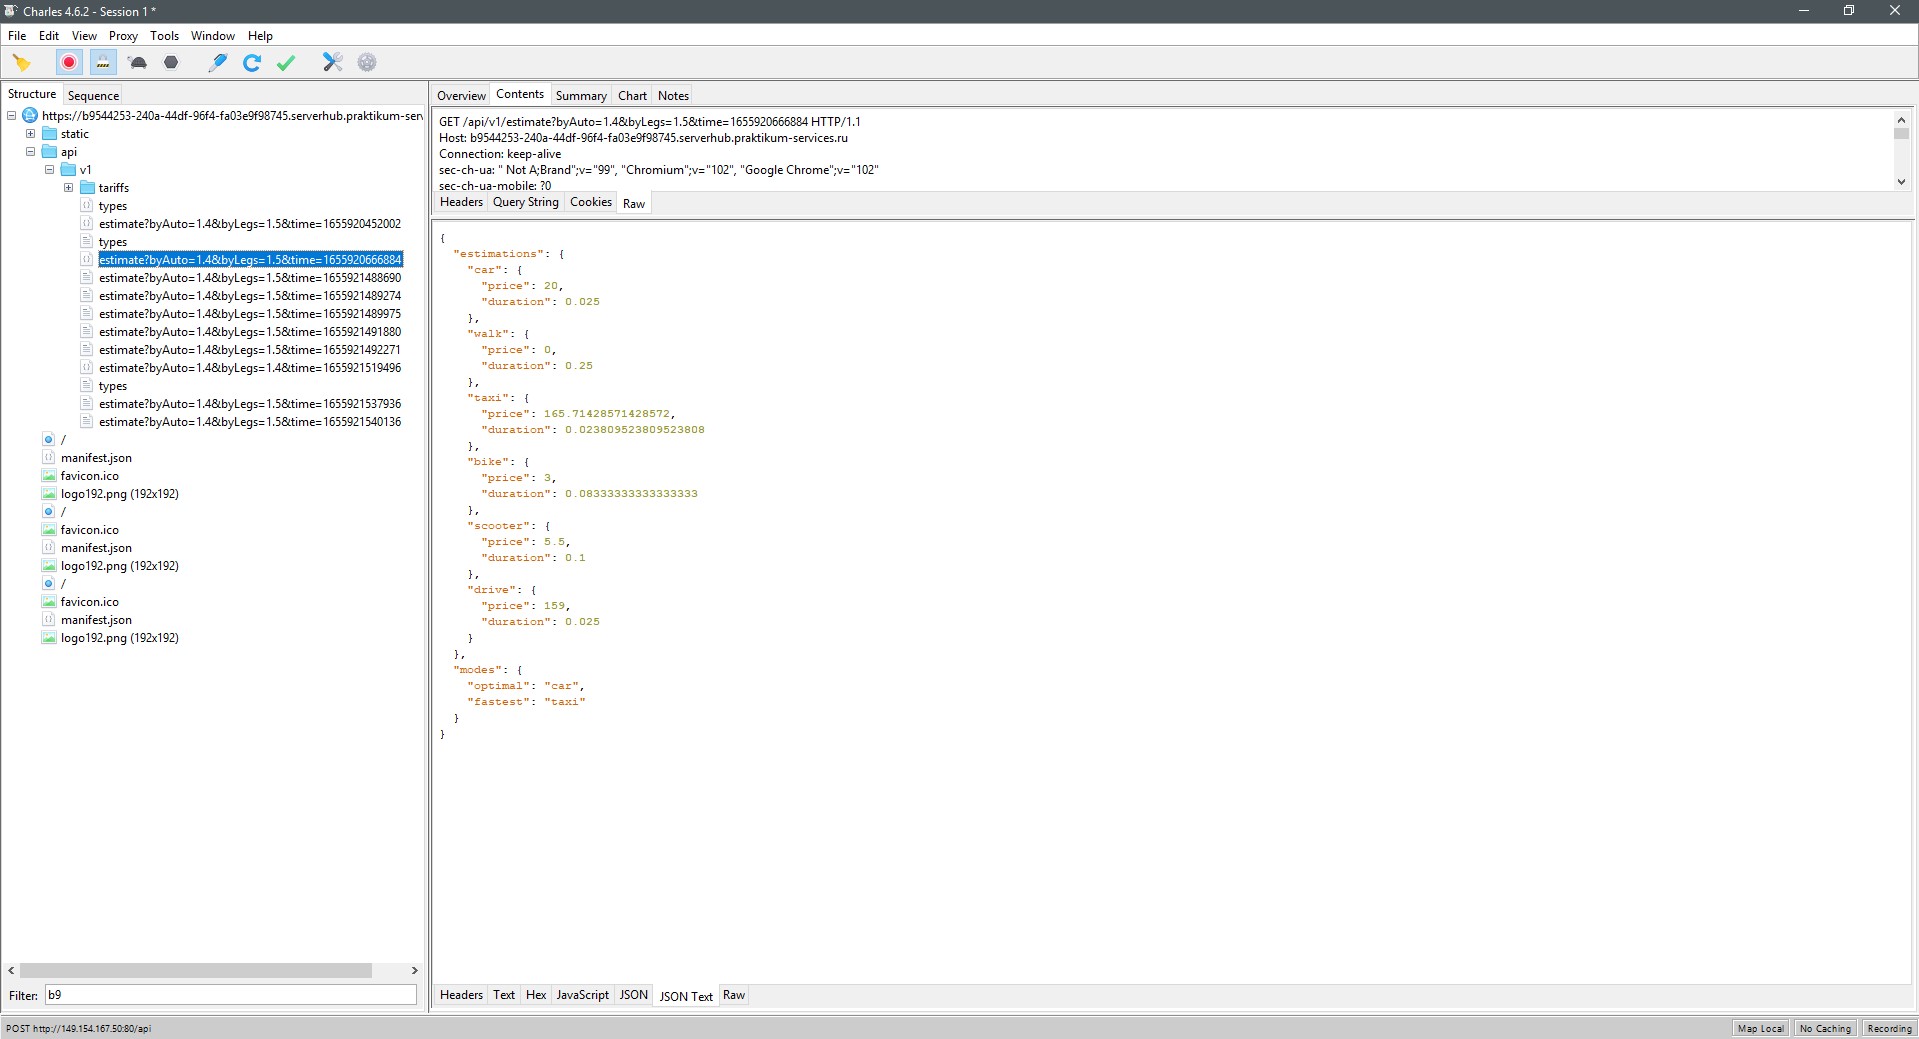 Charles 4.6.2 - Session 1 *
File Edit View Proxy Tools Window Help
Structure Sequence
https://b9544253-240a-44df-96f4-fa03e9f98745.serverhub.praktikum-serv
static
api
v1
tariffs
types
estimate?byAuto=1.4&byLegs=1.5&time=1655920452002
types
estimate?byAuto=1.4&byLegs=1.5&time=1655920666884
estimate?byAuto=1.4&byLegs=1.5&time=1655921488690
estimate?byAuto=1.4&byLegs=1.5&time=1655921489274
estimate?byAuto=1.4&byLegs=1.5&time=1655921489975
estimate?byAuto=1.4&byLegs=1.5&time=1655921491880
estimate?byAuto=1.4&byLegs=1.5&time=1655921492271
estimate?byAuto=1.4&byLegs=1.4&time=1655921519496
types
estimate?byAuto=1.4&byLegs=1.5&time=1655921537936
estimate?byAuto=1.4&byLegs=1.5&time=1655921540136
/
manifest.json
favicon.ico
logo192.png (192x192)
/
favicon.ico
manifest.json
logo192.png (192x192)
/
favicon.ico
manifest.json
logo192.png (192x192)
Filter: b9
Overview Contents Summary Chart Notes
GET /api/v1/estimate?byAuto=1.4&byLegs=1.5&time=1655920666884 HTTP/1.1
Host: b9544253-240a-44df-96f4-fa03e9f98745.serverhub.praktikum-services.ru
Connection: keep-alive
sec-ch-ua: " Not A;Brand";v="99", "Chromium";v="102", "Google Chrome";v="102"
sec-ch-ua-mobile: ?0
Headers Query String Cookies Raw
{
"estimations": {
"car": {
"price": 20,
"duration": 0.025
},
"walk": {
"price": 0,
"duration": 0.25
},
"taxi": {
"price": 165.71428571428572,
"duration": 0.023809523809523808
},
"bike": {
"price": 3,
"duration": 0.08333333333333333
},
"scooter": {
"price": 5.5,
"duration": 0.1
},
"drive": {
"price": 159,
"duration": 0.025
}
},
"modes": {
"optimal": "car",
"fastest": "taxi"
}
}
Headers Text Hex JavaScript JSON JSON Text Raw
POST http://149.154.167.50:80/api
Map Local No Caching Recording